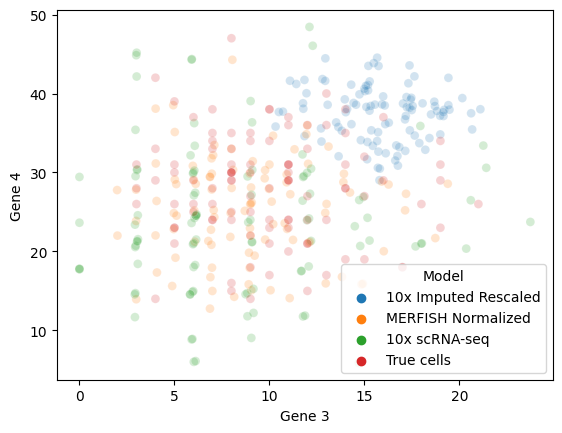 50
40
30
20
10
Gene 4
0
5
10
15
20
Gene 3
Model
10x Imputed Rescaled
MERFISH Normalized
10x scRNA-seq
True cells